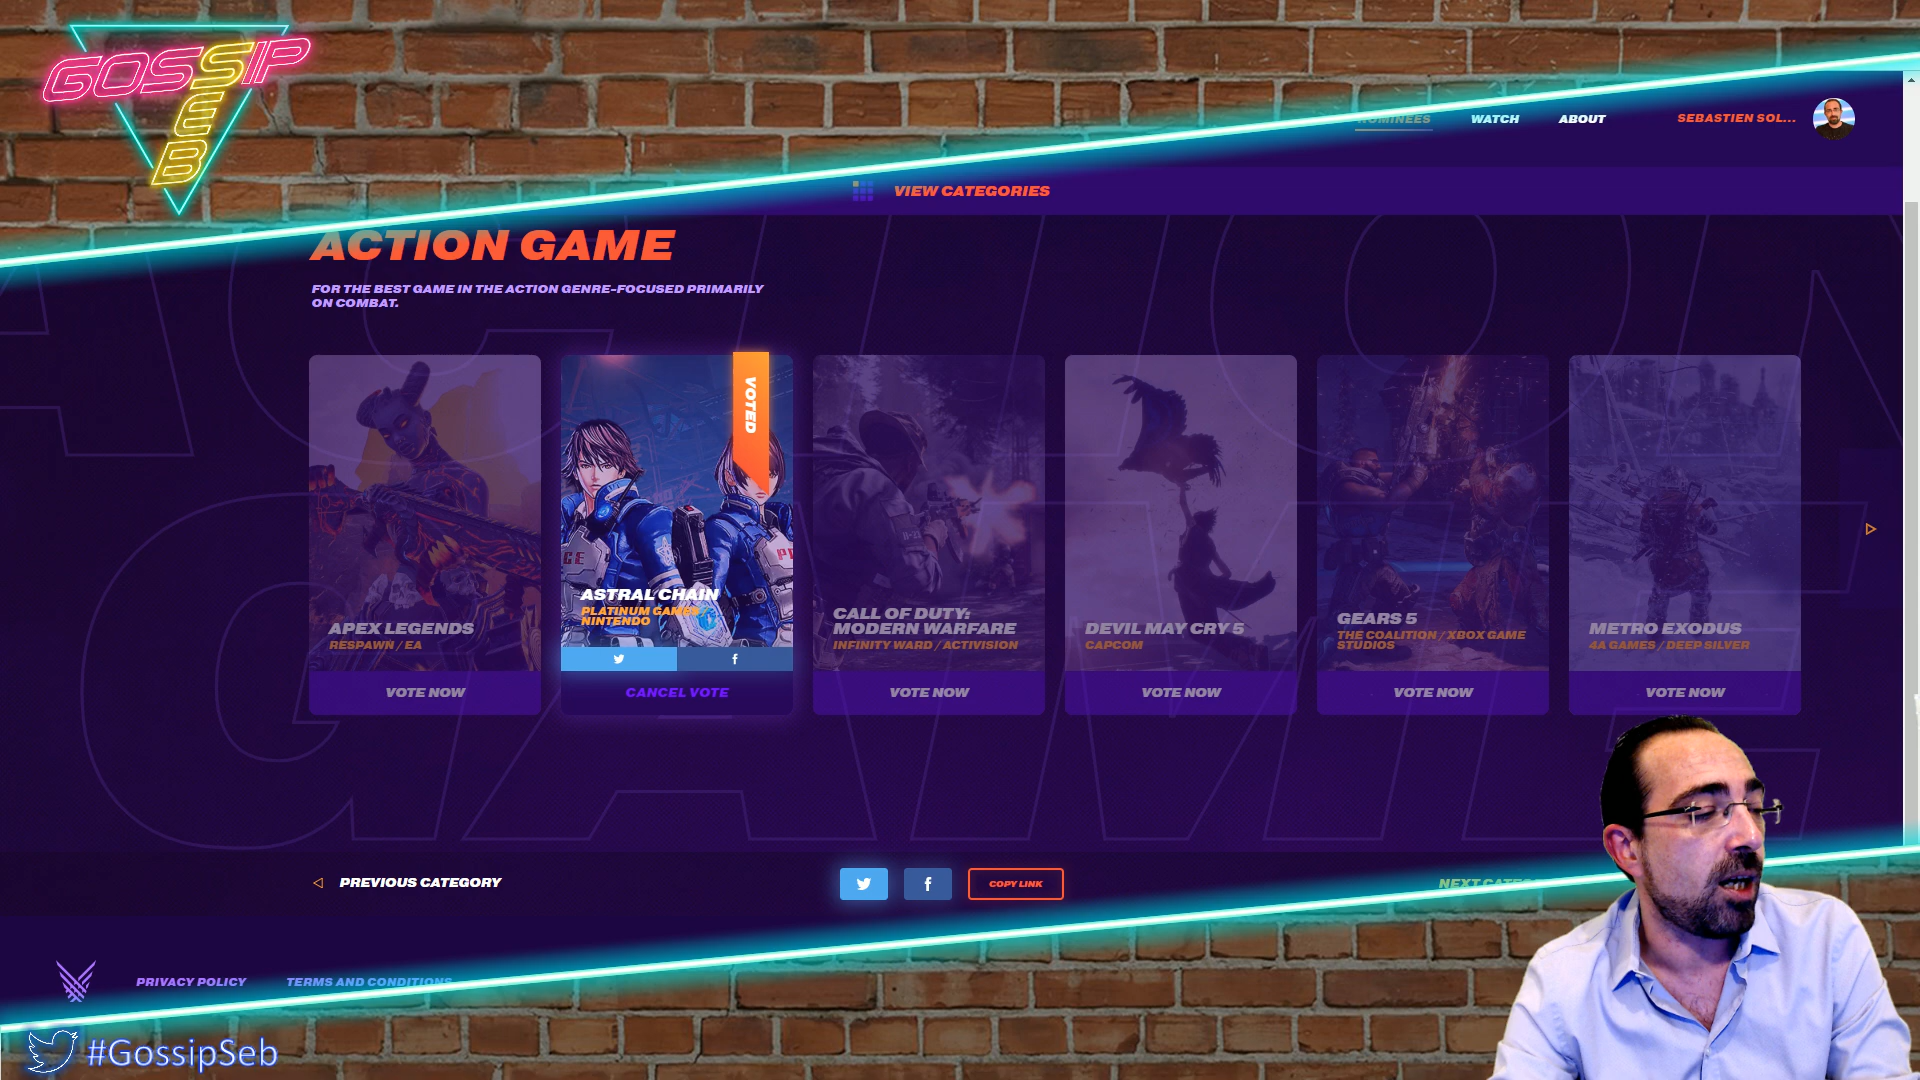 GOSSIP
SEB
NOMINEES
WATCH
ABOUT
SEBASTIEN SOL...
VIEW CATEGORIES
ACTION GAME
FOR THE BEST GAME IN THE ACTION GENRE-FOCUSED PRIMARILY
ON COMBAT.
APEX LEGENDS
RESPAWN / EA
VOTE NOW
VOTED
ASTRAL CHAIN
PLATINUM GAMES
NINTENDO
CANCEL VOTE
CALL OF DUTY:
MODERN WARFARE
INFINITY WARD / ACTIVISION
VOTE NOW
DEVIL MAY CRY 5
CAPCOM
VOTE NOW
GEARS 5
THE COALITION / XBOX GAME
STUDIOS
VOTE NOW
METRO EXODUS
4A GAMES / DEEP SILVER
VOTE NOW
PREVIOUS CATEGORY
COPY LINK
NEXT
PRIVACY POLICY
TERMS AND CONDITIONS
#GossipSeb